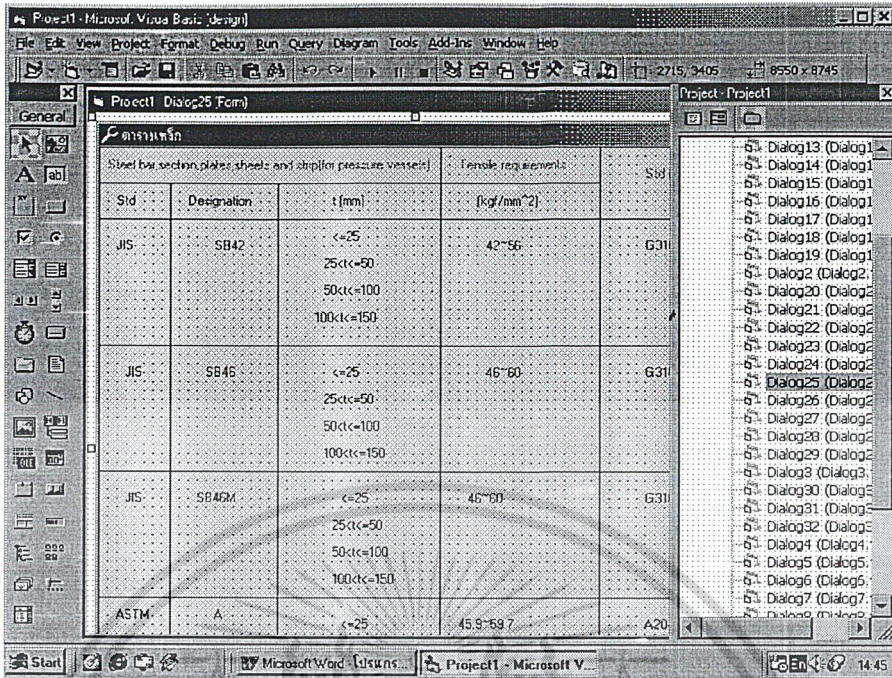 Project1 - Microsoft Visual Basic [design]
File Edit View Project Format Debug Run Query Diagram Tools Add-Ins Window Help
2715, 3405 8550 x 8745
General
Project1 - Dialog25 (Form)
Project - Project1
ตารางเหล็ก
Steel bar,section,plates,sheets and strip(for pressure vessels) Tensile requirements
Std Designation t (mm) (kgf/mm^2) Std
JIS SB42 <=25 42~56 G31
25<t<=50
50<t<=100
100<t<=150
JIS SB46 <=25 46~60 G31
25<t<=50
50<t<=100
100<t<=150
JIS SB46M <=25 46~60 G31
25<t<=50
50<t<=100
100<t<=150
ASTM A <=25 45.9~59.7 A20
Dialog13 (Dialog1
Dialog14 (Dialog1
Dialog15 (Dialog1
Dialog16 (Dialog1
Dialog17 (Dialog1
Dialog18 (Dialog1
Dialog19 (Dialog1
Dialog2 (Dialog2.
Dialog20 (Dialog2
Dialog21 (Dialog2
Dialog22 (Dialog2
Dialog23 (Dialog2
Dialog24 (Dialog2
Dialog25 (Dialog2
Dialog26 (Dialog2
Dialog27 (Dialog2
Dialog28 (Dialog2
Dialog29 (Dialog2
Dialog3 (Dialog3.
Dialog30 (Dialog3
Dialog31 (Dialog3
Dialog32 (Dialog3
Dialog4 (Dialog4.
Dialog5 (Dialog5.
Dialog6 (Dialog6.
Dialog7 (Dialog7.
Start Microsoft Word - โปรแกร... Project1 - Microsoft V... En 14:45